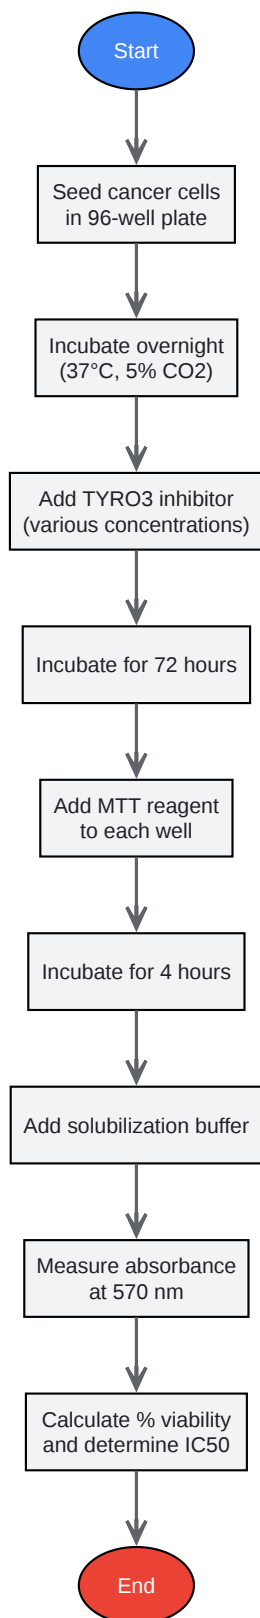 Start
Seed cancer cells
in 96-well plate
Incubate overnight
(37°C, 5% CO2)
Add TYRO3 inhibitor
(various concentrations)
Incubate for 72 hours
Add MTT reagent
to each well
Incubate for 4 hours
Add solubilization buffer
Measure absorbance
at 570 nm
Calculate % viability
and determine IC50
End